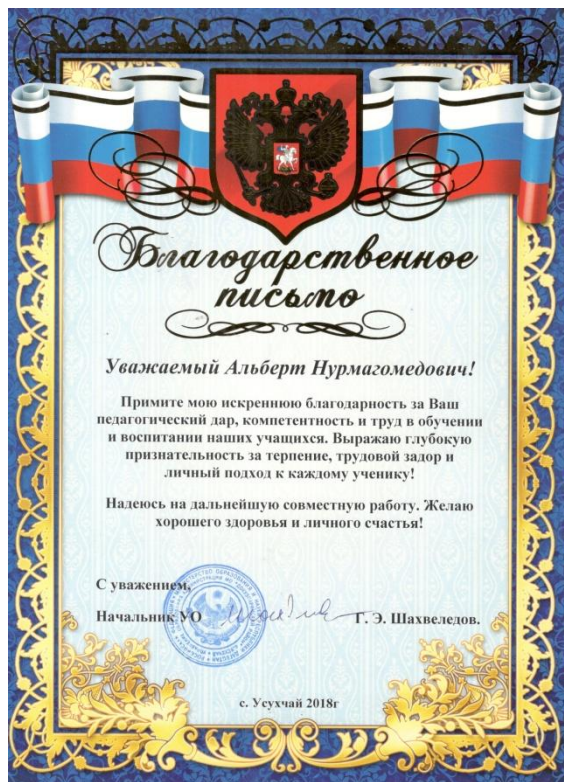 Благодарственное
письмо
Уважаемый Альберт Нурмагомедович!
Примите мою искреннюю благодарность за Ваш
педагогический дар, компетентность и труд в обучении
и воспитании наших учащихся. Выражаю глубокую
признательность за терпение, трудовой задор и
личный подход к каждому ученику!
Надеюсь на дальнейшую совместную работу. Желаю
хорошего здоровья и личного счастья!
С уважением,
Начальник УО Г. Э. Шахвеледов.
с. Усухчай 2018г